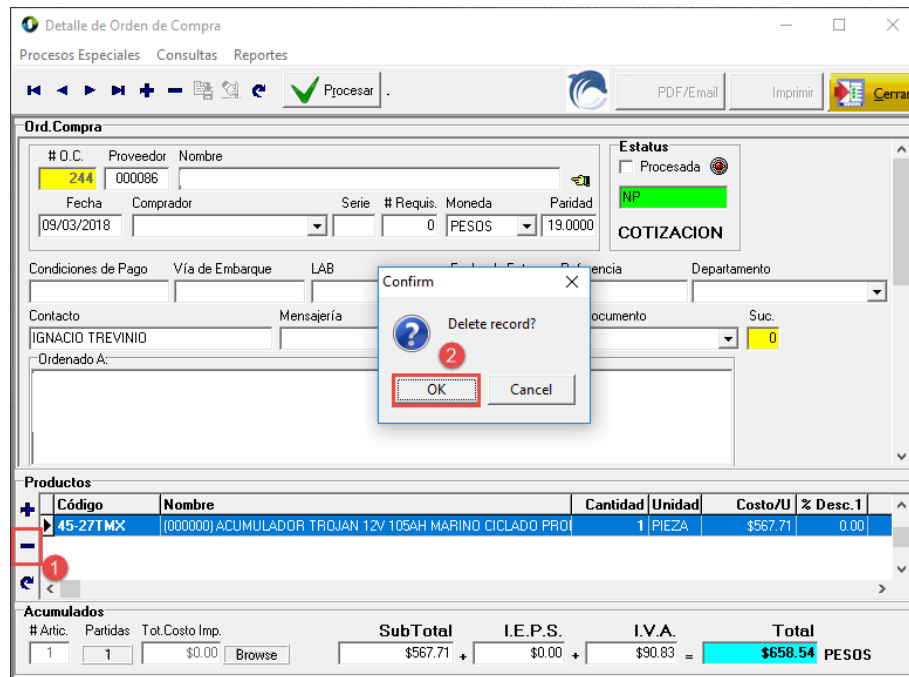 Detalle de Orden de Compra
Procesos Especiales Consultas Reportes
Procesar . PDF/Email Imprimir Cerrar
Ord.Compra
# O.C. Proveedor Nombre Estatus
244 000086 Procesada
NP
Fecha Comprador Serie # Requis. Moneda Paridad
09/03/2018 0 PESOS 19.0000 COTIZACION
Condiciones de Pago Vía de Embarque LAB Departamento
Confirm
Contacto Mensajería Suc.
IGNACIO TREVINIO Delete record? 0
Ordenado A: 2
OK Cancel
Productos
Código Nombre Cantidad Unidad Costo/U % Desc.1
45-27TMX (000000) ACUMULADOR TROJAN 12V 105AH MARINO CICLADO 1 PIEZA $567.71 0.00
1
Acumulados
# Artic. Partidas Tot.Costo Imp. SubTotal I.E.P.S. I.V.A. Total
1 1 $0.00 Browse $567.71 + $0.00 + $90.83 = $658.54 PESOS